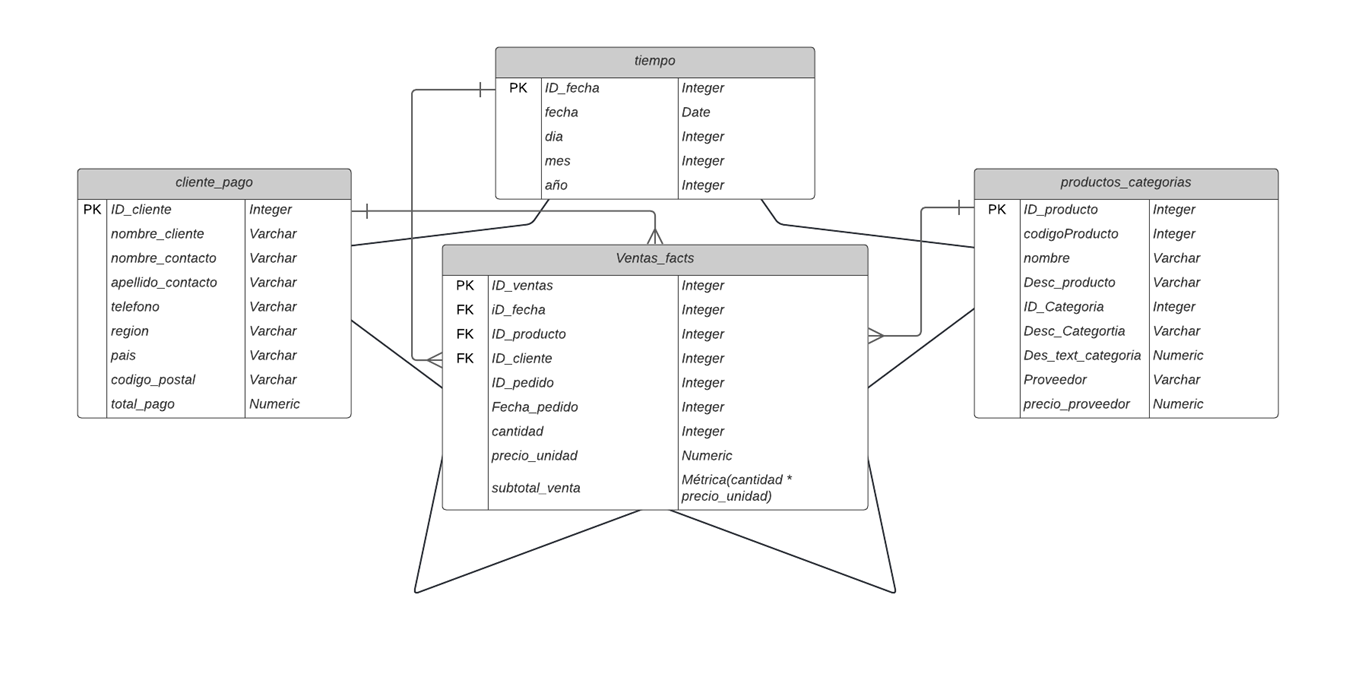 tiempo
PK ID_fecha Integer
fecha Date
dia Integer
mes Integer
año Integer
cliente_pago
PK ID_cliente Integer
nombre_cliente Varchar
nombre_contacto Varchar
apellido_contacto Varchar
telefono Varchar
region Varchar
pais Varchar
codigo_postal Varchar
total_pago Numeric
Ventas_facts
PK ID_ventas Integer
FK iD_fecha Integer
FK ID_producto Integer
FK ID_cliente Integer
ID_pedido Integer
Fecha_pedido Integer
cantidad Integer
precio_unidad Numeric
subtotal_venta Métrica(cantidad *
precio_unidad)
productos_categorias
PK ID_producto Integer
codigoProducto Integer
nombre Varchar
Desc_producto Varchar
ID_Categoria Integer
Desc_Categortia Varchar
Des_text_categoria Numeric
Proveedor Varchar
precio_proveedor Numeric